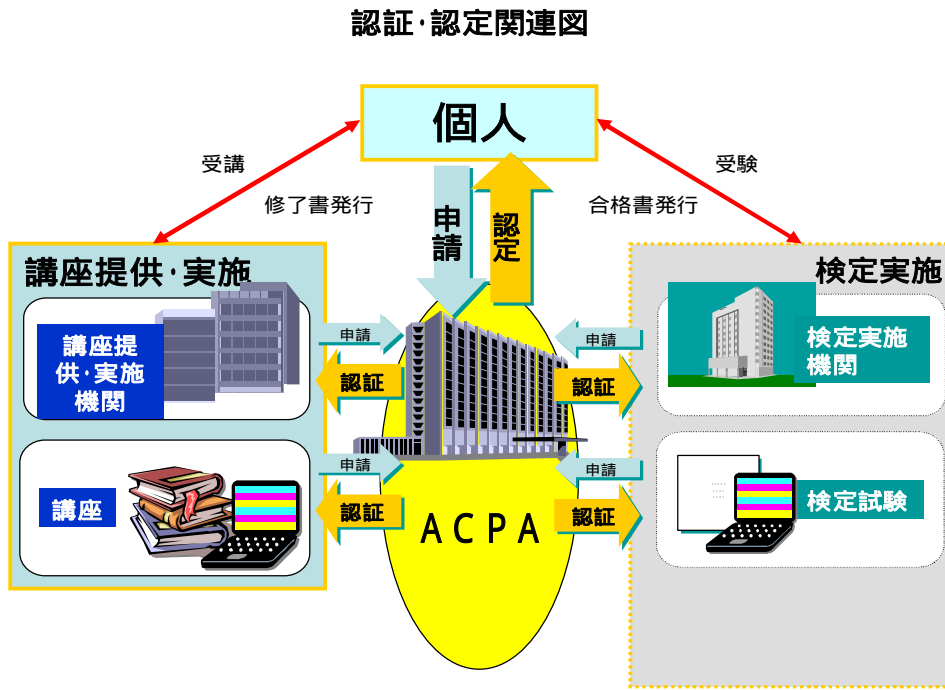 認証･認定関連図
個人
受講
受験
修了書発行
合格書発行
申
請
認
定
講座提供･実施
検定実施
講座提
供･実施
機関
申請
認証
申請
認証
検定実施
機関
講座
申請
認証
ACPA
申請
認証
検定試験